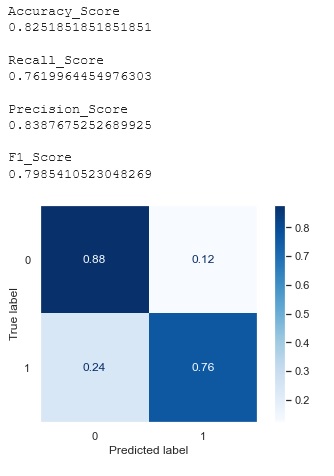 Accuracy_Score
0.8251851851851851
Recall_Score
0.7619964454976303
Precision_Score
0.8387675252689925
F1_Score
0.7985410523048269
0 0.88 0.12
1 0.24 0.76
True label
0 1
Predicted label
0.8
0.7
0.6
0.5
0.4
0.3
0.2